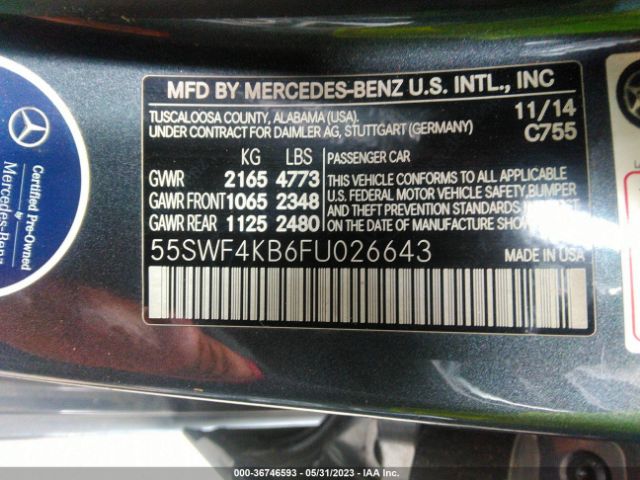 MFD BY MERCEDES-BENZ U.S. INTL., INC
TUSCALOOSA COUNTY, ALABAMA (USA). 11/14
UNDER CONTRACT FOR DAIMLER AG, STUTTGART (GERMANY) C755
KG LBS PASSENGER CAR
GVWR 2165 4773 THIS VEHICLE CONFORMS TO ALL APPLICABLE
GAWR FRONT 1065 2348 U.S. FEDERAL MOTOR VEHICLE SAFETY, BUMPER
GAWR REAR 1125 2480 AND THEFT PREVENTION STANDARDS IN
ON THE DATE OF MANUFACTURE SHOWN
55SWF4KB6FU026643
MADE IN USA
Certified Pre-Owned
Mercedes-Benz
000-36746593 - 05/31/2023 - IAA Inc.